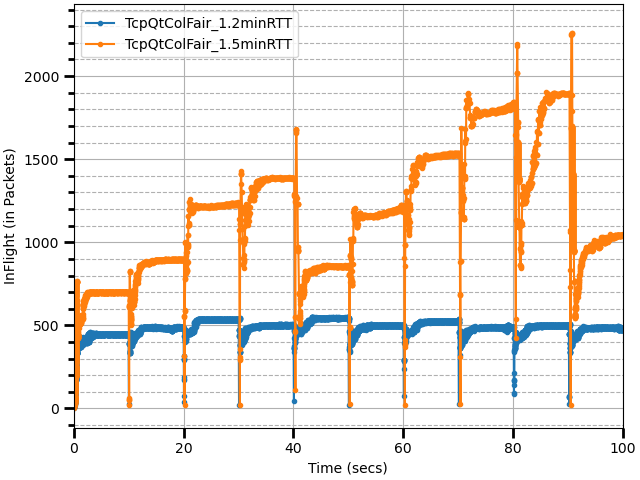 TcpQtColFair_1.2minRTT
TcpQtColFair_1.5minRTT
InFlight (in Packets)
2000
1500
1000
500
0
0 20 40 60 80 100
Time (secs)